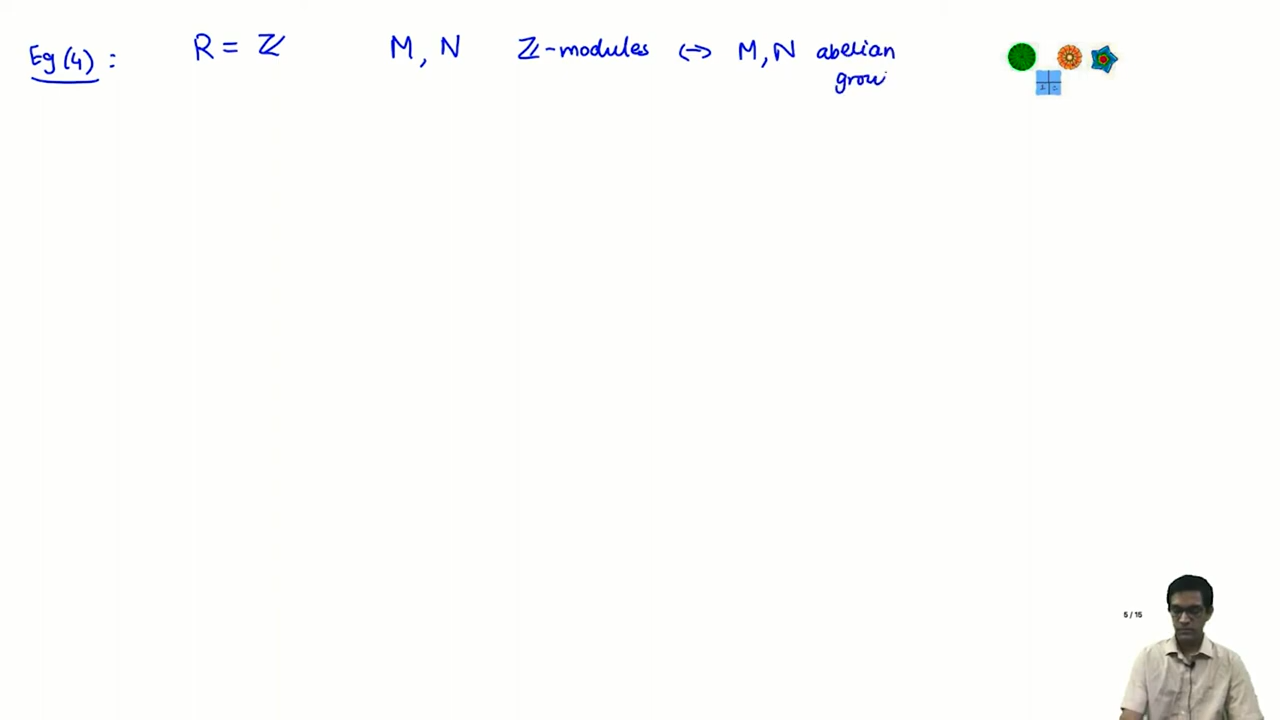 Eg (4) : R = ℤ M, N ℤ-modules ↔ M, N abelian
grou
5 / 15